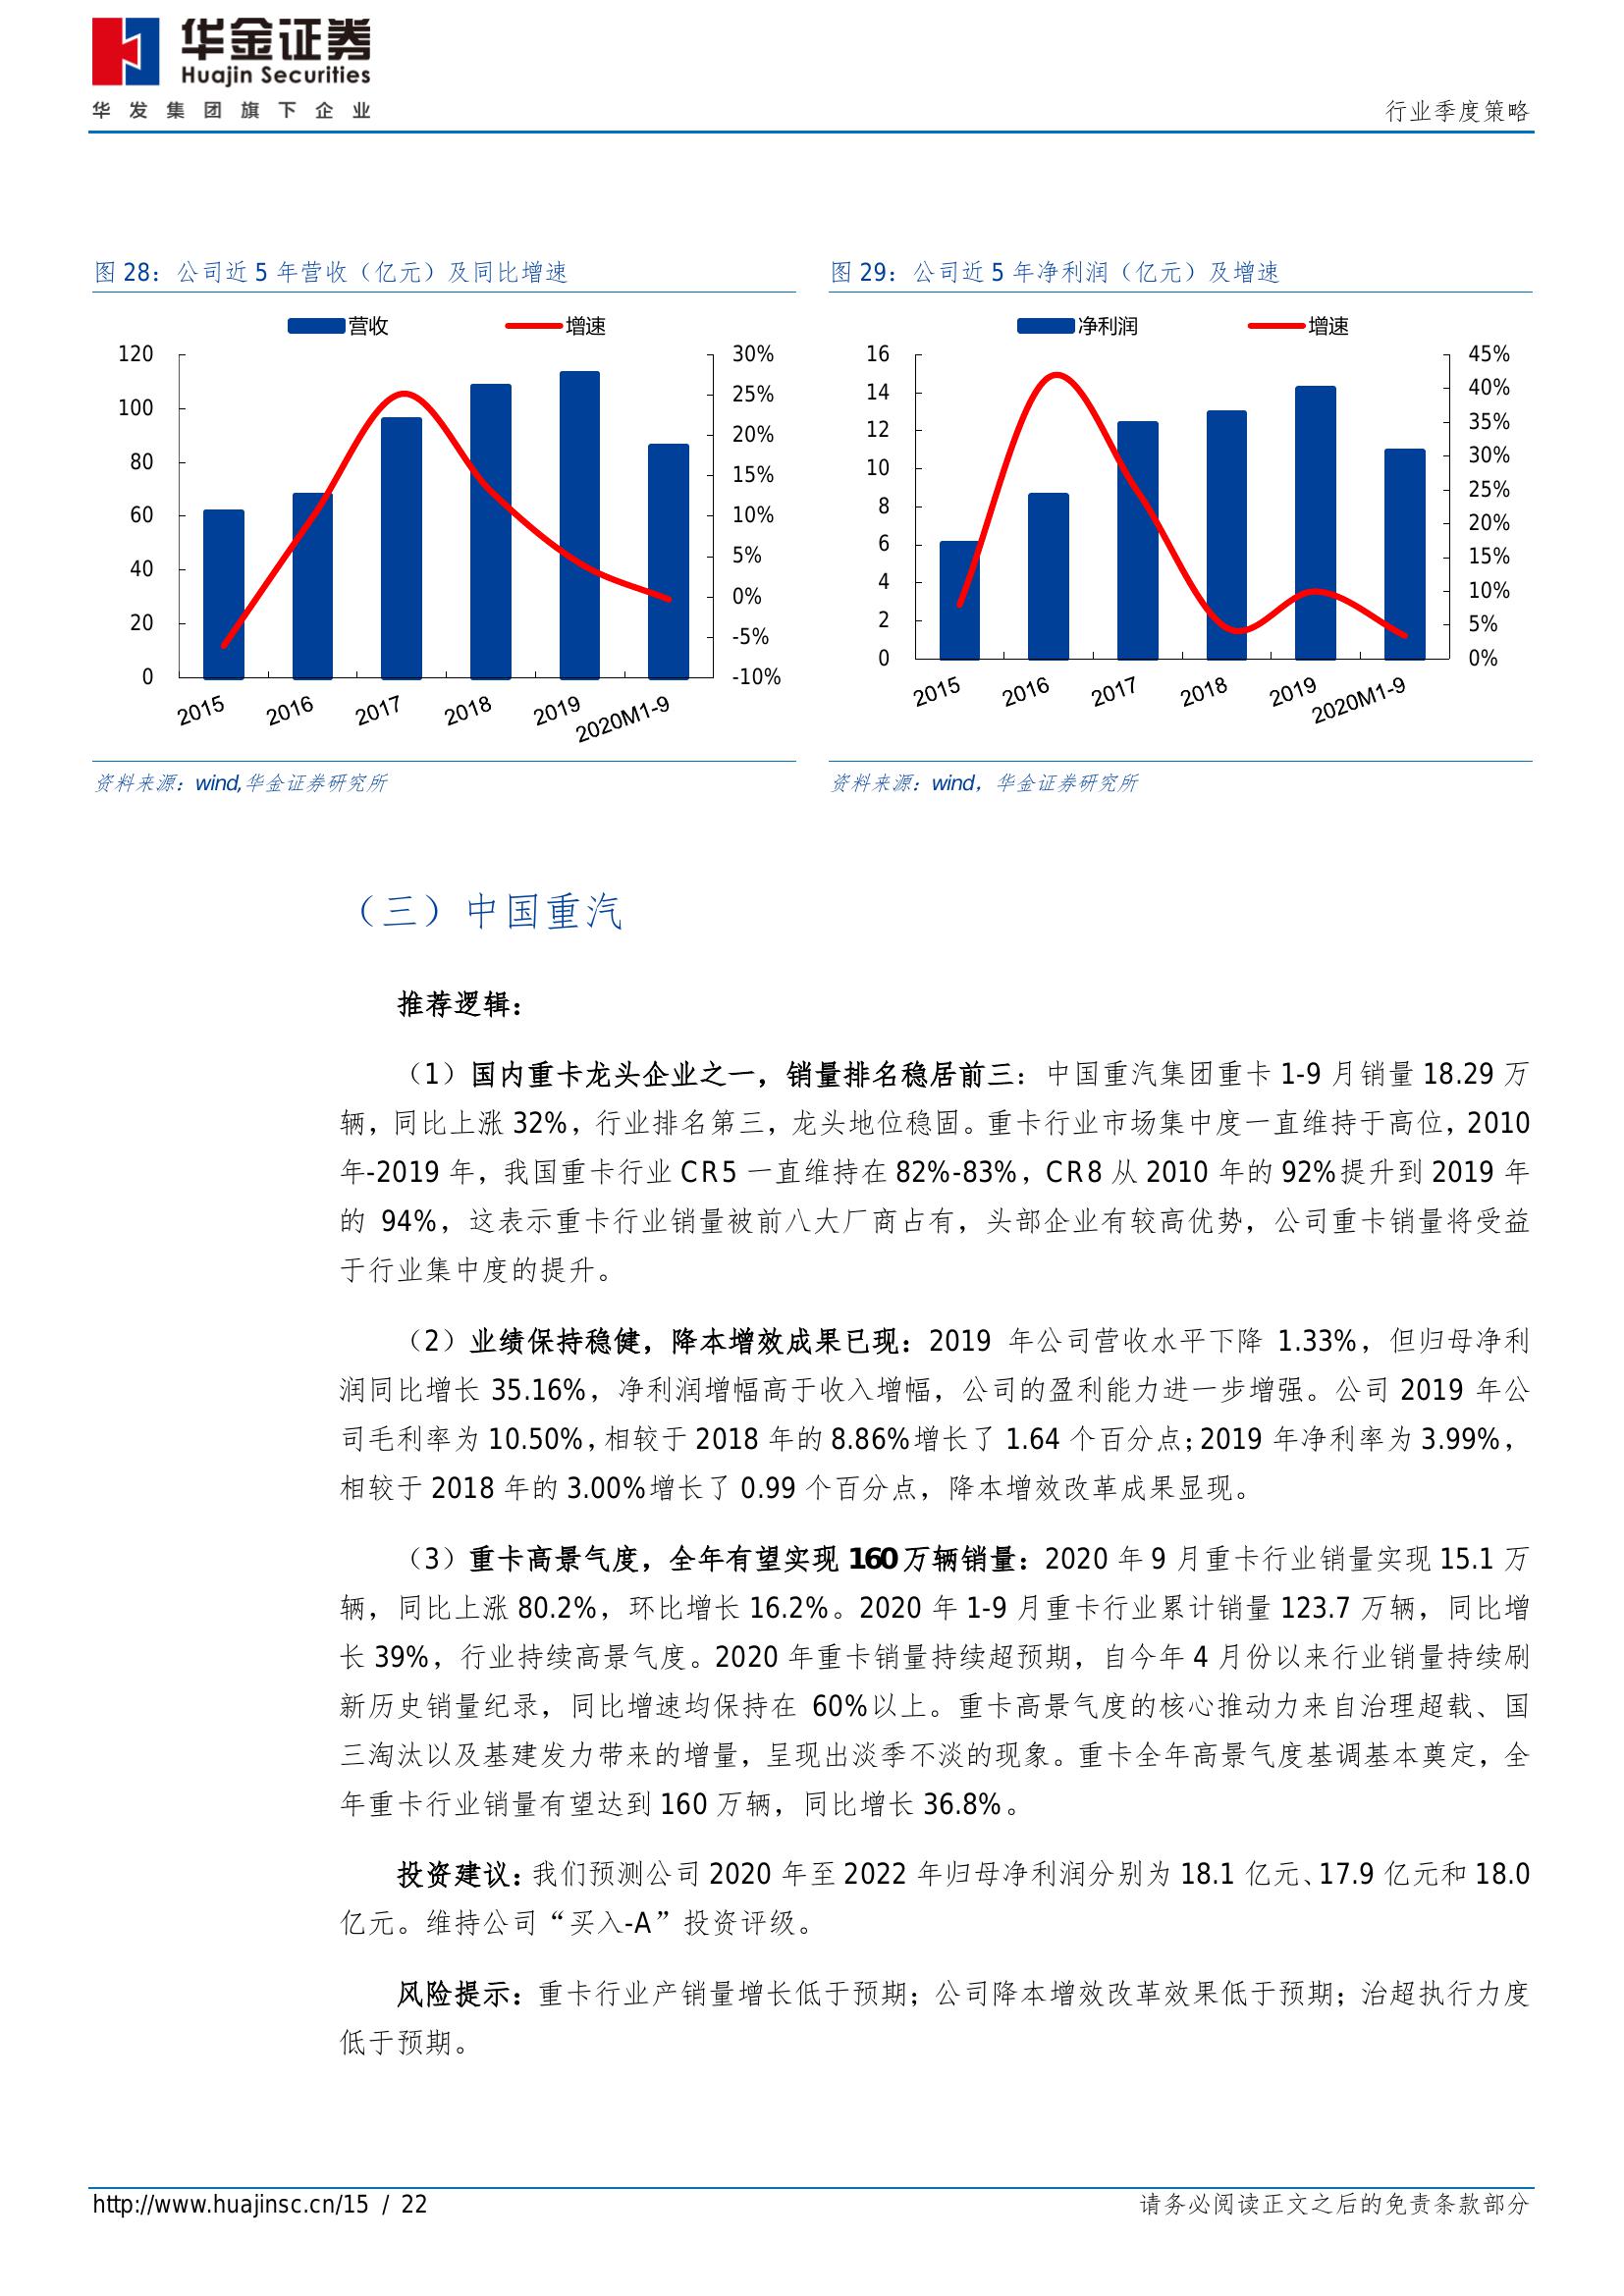 华金证券
Huajin Securities
华发集团旗下企业
行业季度策略
图 28：公司近 5 年营收（亿元）及同比增速
营收
增速
120
100
80
60
40
20
0
30%
25%
20%
15%
10%
5%
0%
-5%
-10%
2015
2016
2017
2018
2019
2020M1-9
资料来源：wind,华金证券研究所
图 29：公司近 5 年净利润（亿元）及增速
净利润
增速
16
14
12
10
8
6
4
2
0
45%
40%
35%
30%
25%
20%
15%
10%
5%
0%
2015
2016
2017
2018
2019
2020M1-9
资料来源：wind，华金证券研究所
（三）中国重汽
推荐逻辑：
（1）国内重卡龙头企业之一，销量排名稳居前三：中国重汽集团重卡 1-9 月销量 18.29 万
辆，同比上涨 32%，行业排名第三，龙头地位稳固。重卡行业市场集中度一直维持于高位，2010
年-2019 年，我国重卡行业 CR5 一直维持在 82%-83%，CR8 从 2010 年的 92%提升到 2019 年
的 94%，这表示重卡行业销量被前八大厂商占有，头部企业有较高优势，公司重卡销量将受益
于行业集中度的提升。
（2）业绩保持稳健，降本增效成果已现：2019 年公司营收水平下降 1.33%，但归母净利
润同比增长 35.16%，净利润增幅高于收入增幅，公司的盈利能力进一步增强。公司 2019 年公
司毛利率为 10.50%，相较于 2018 年的 8.86%增长了 1.64 个百分点；2019 年净利率为 3.99%，
相较于 2018 年的 3.00%增长了 0.99 个百分点，降本增效改革成果显现。
（3）重卡高景气度，全年有望实现 160 万辆销量：2020 年 9 月重卡行业销量实现 15.1 万
辆，同比上涨 80.2%，环比增长 16.2%。2020 年 1-9 月重卡行业累计销量 123.7 万辆，同比增
长 39%，行业持续高景气度。2020 年重卡销量持续超预期，自今年 4 月份以来行业销量持续刷
新历史销量纪录，同比增速均保持在 60%以上。重卡高景气度的核心推动力来自治理超载、国
三淘汰以及基建发力带来的增量，呈现出淡季不淡的现象。重卡全年高景气度基调基本奠定，全
年重卡行业销量有望达到 160 万辆，同比增长 36.8%。
投资建议：我们预测公司 2020 年至 2022 年归母净利润分别为 18.1 亿元、17.9 亿元和 18.0
亿元。维持公司“买入-A”投资评级。
风险提示：重卡行业产销量增长低于预期；公司降本增效改革效果低于预期；治超执行力度
低于预期。
http://www.huajinsc.cn/15 / 22
请务必阅读正文之后的免责条款部分